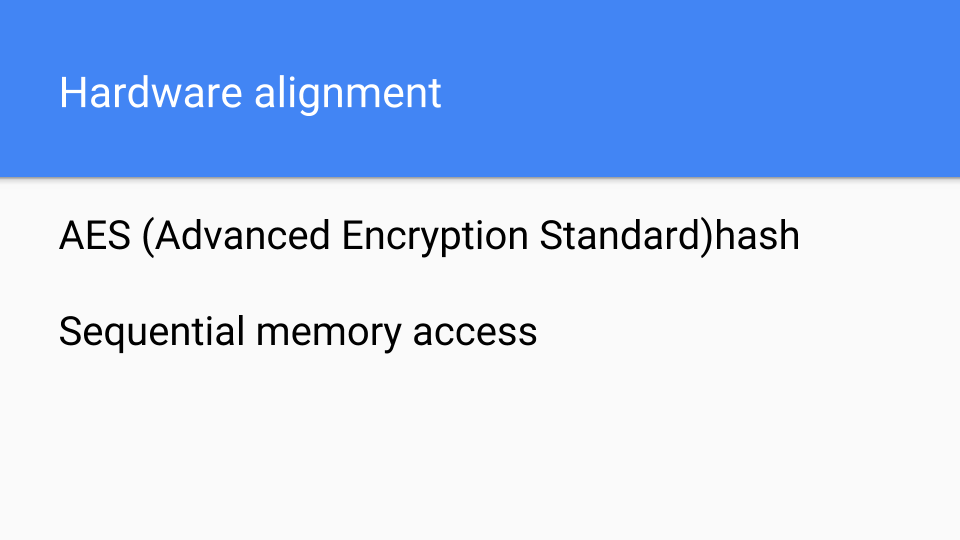 Hardware alignment
AES (Advanced Encryption Standard)hash
Sequential memory access